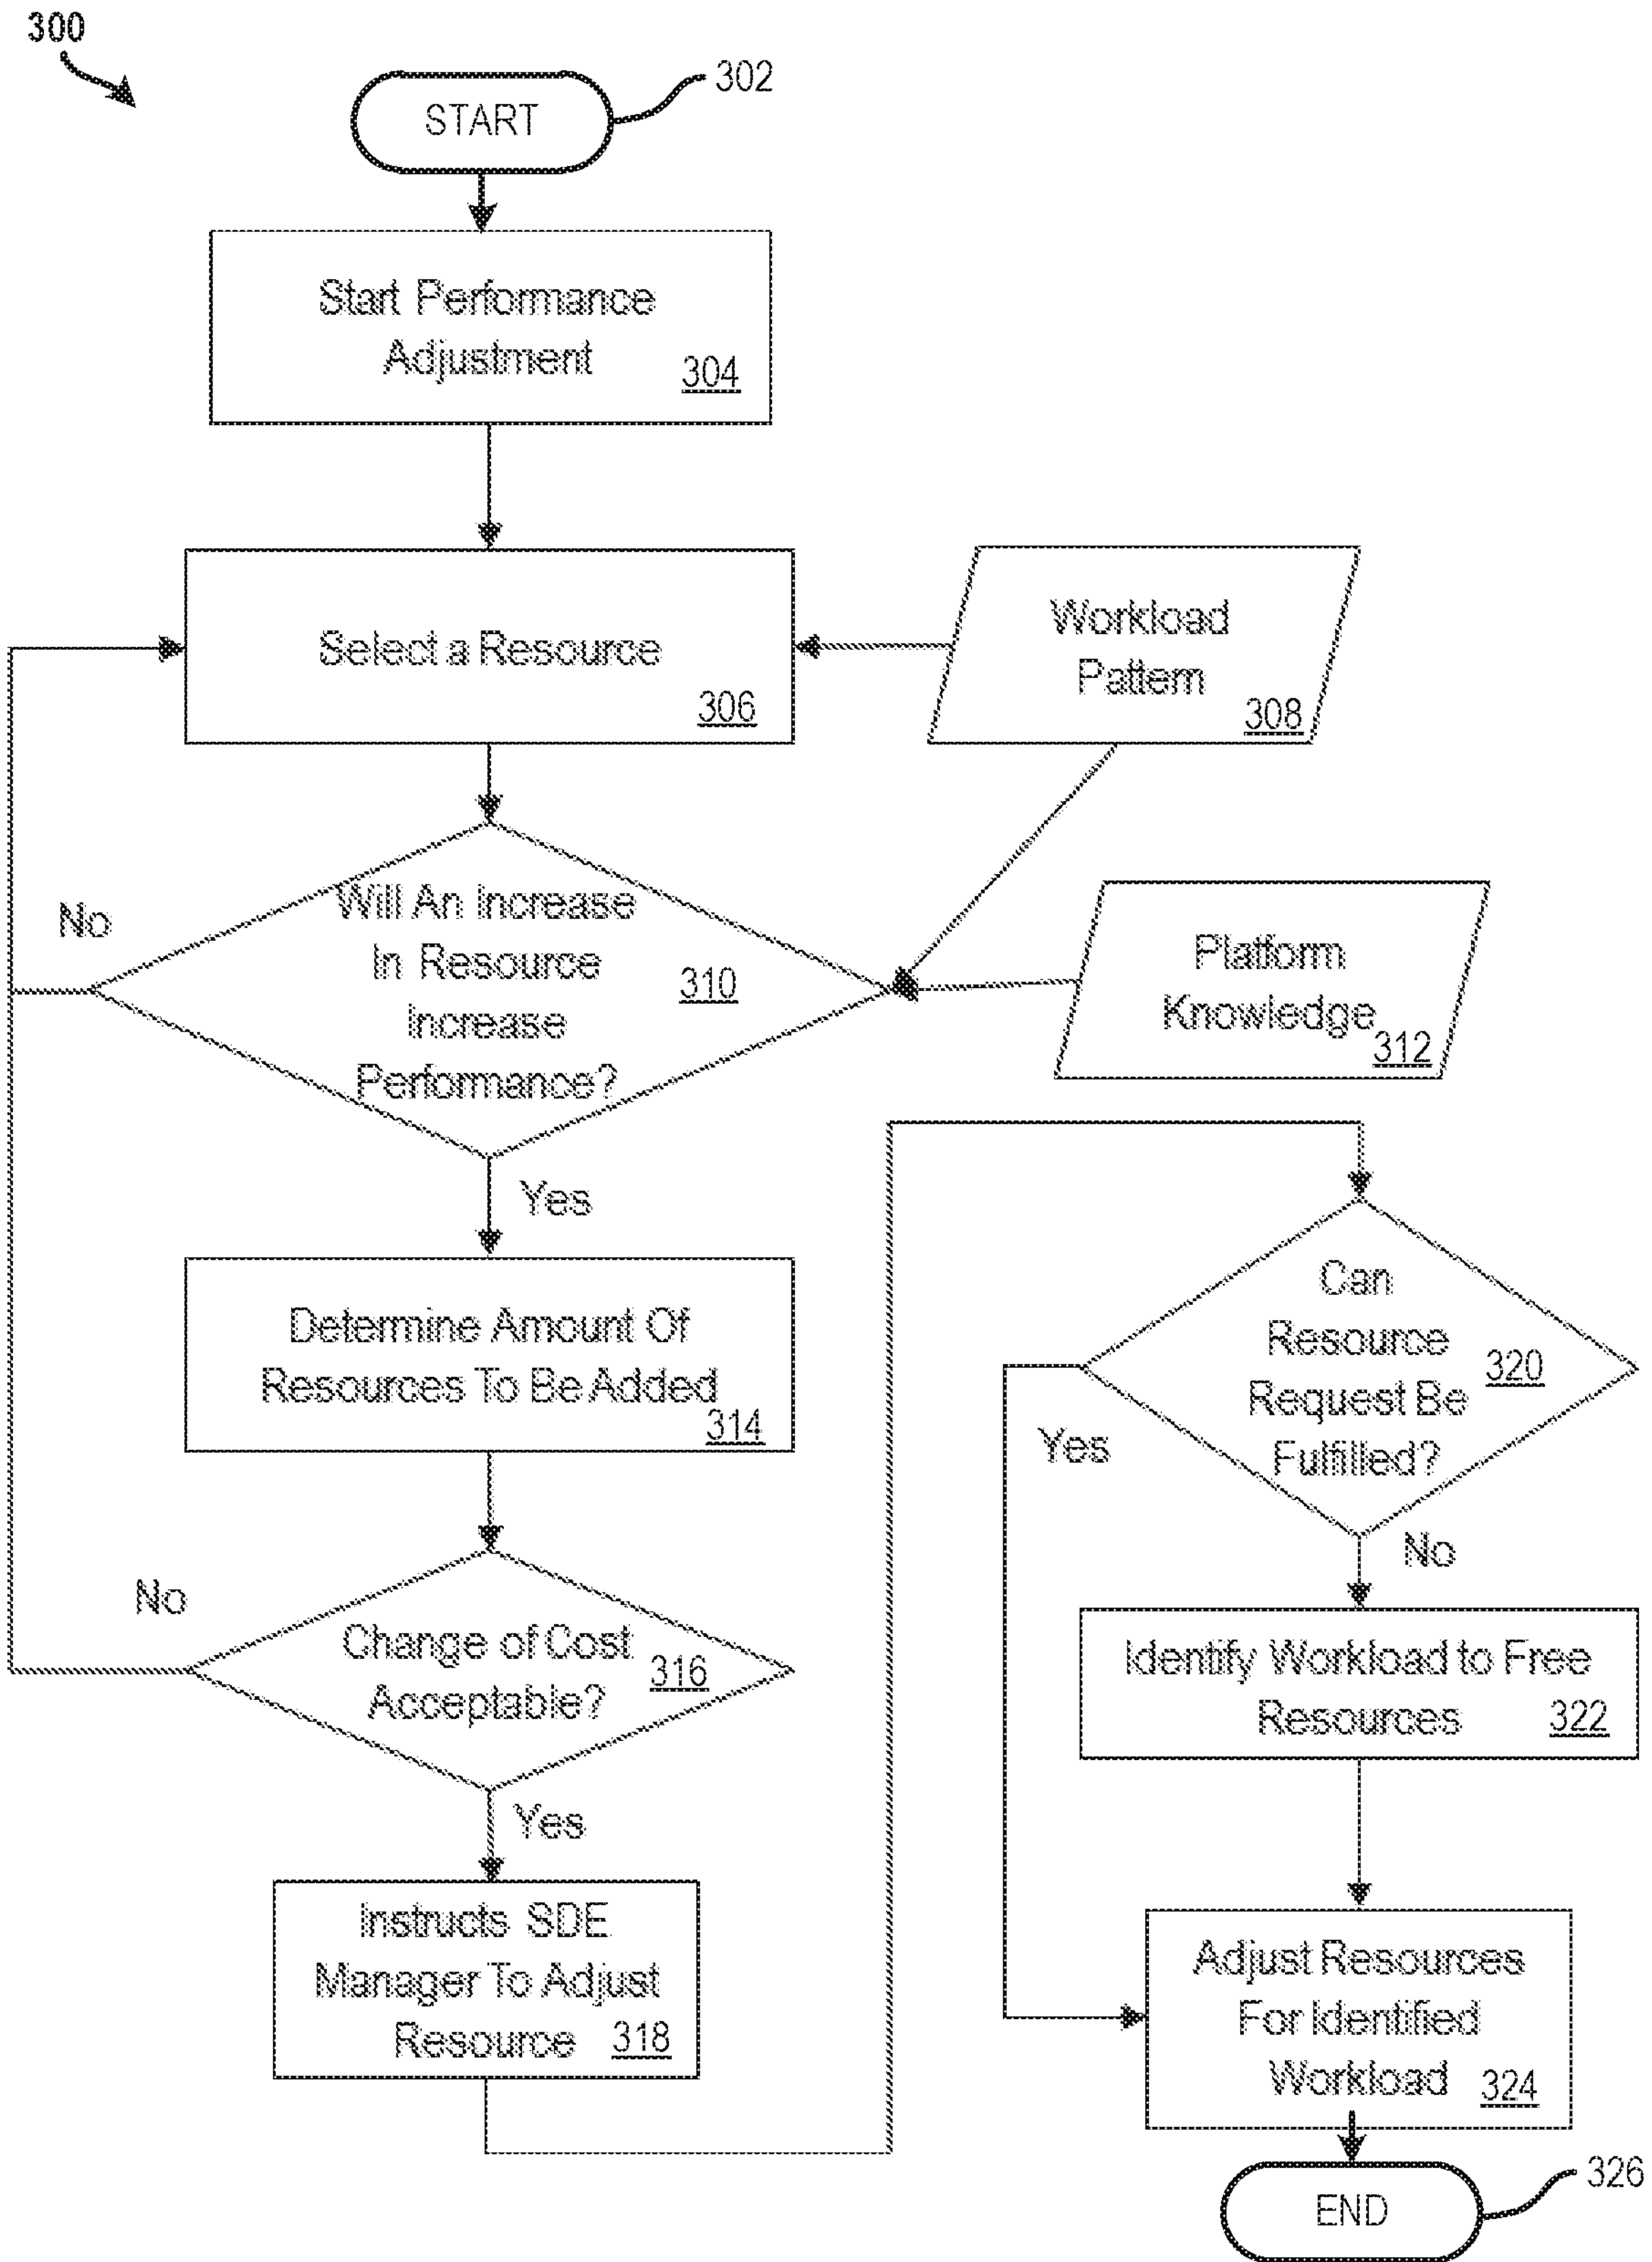 300
START
302
Start Performance
Adjustment
304
Select a Resource
306
Workload
Pattern
308
Will An Increase
In Resource
Increase
Performance?
310
No
Platform
Knowledge
312
Yes
Determine Amount Of
Resources To Be Added
314
Change of Cost
Acceptable?
316
No
Yes
Instructs SDE
Manager To Adjust
Resource
318
Can
Resource
Request Be
Fulfilled?
320
Yes
No
Identify Workload to Free
Resources
322
Adjust Resources
For Identified
Workload
324
END
326